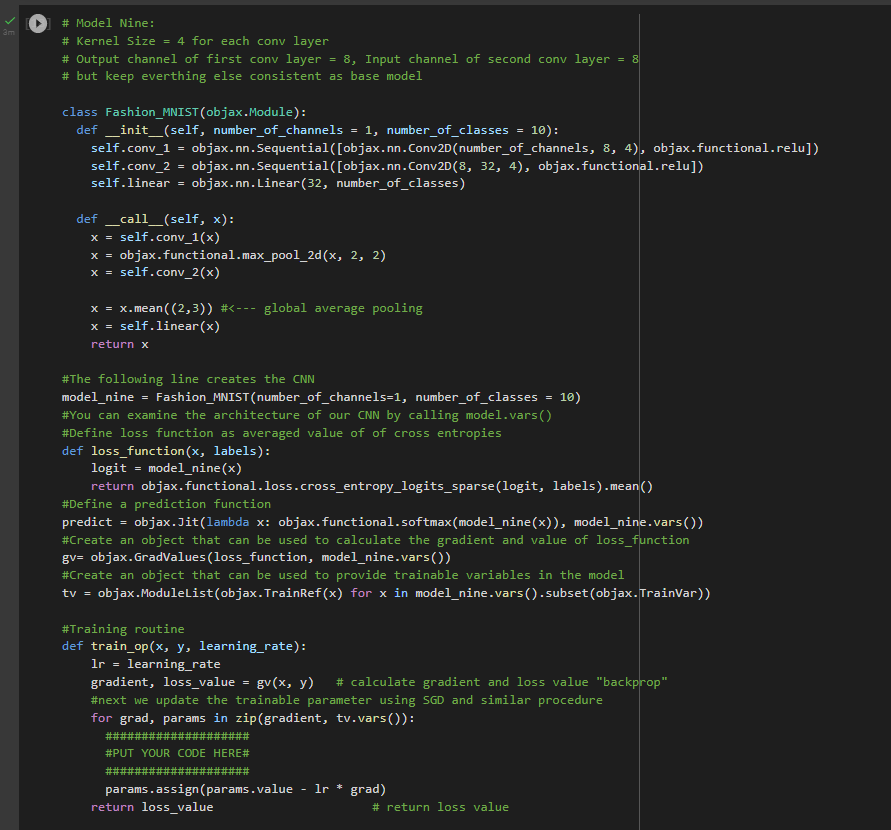 3m
# Model Nine:
# Kernel Size = 4 for each conv layer
# Output channel of first conv layer = 8, Input channel of second conv layer = 8
# but keep everthing else consistent as base model

class Fashion_MNIST(objax.Module):
  def __init__(self, number_of_channels = 1, number_of_classes = 10):
    self.conv_1 = objax.nn.Sequential([objax.nn.Conv2D(number_of_channels, 8, 4), objax.functional.relu])
    self.conv_2 = objax.nn.Sequential([objax.nn.Conv2D(8, 32, 4), objax.functional.relu])
    self.linear = objax.nn.Linear(32, number_of_classes)

  def __call__(self, x):
    x = self.conv_1(x)
    x = objax.functional.max_pool_2d(x, 2, 2)
    x = self.conv_2(x)

    x = x.mean((2,3)) #<--- global average pooling
    x = self.linear(x)
    return x

#The following line creates the CNN
model_nine = Fashion_MNIST(number_of_channels=1, number_of_classes = 10)
#You can examine the architecture of our CNN by calling model.vars()
#Define loss function as averaged value of of cross entropies
def loss_function(x, labels):
    logit = model_nine(x)
    return objax.functional.loss.cross_entropy_logits_sparse(logit, labels).mean()
#Define a prediction function
predict = objax.Jit(lambda x: objax.functional.softmax(model_nine(x)), model_nine.vars())
#Create an object that can be used to calculate the gradient and value of loss_function
gv= objax.GradValues(loss_function, model_nine.vars())
#Create an object that can be used to provide trainable variables in the model
tv = objax.ModuleList(objax.TrainRef(x) for x in model_nine.vars().subset(objax.TrainVar))

#Training routine
def train_op(x, y, learning_rate):
    lr = learning_rate
    gradient, loss_value = gv(x, y)   # calculate gradient and loss value "backprop"
    #next we update the trainable parameter using SGD and similar procedure
    for grad, params in zip(gradient, tv.vars()):
      ####################
      #PUT YOUR CODE HERE#
      ####################
      params.assign(params.value - lr * grad)
    return loss_value                      # return loss value